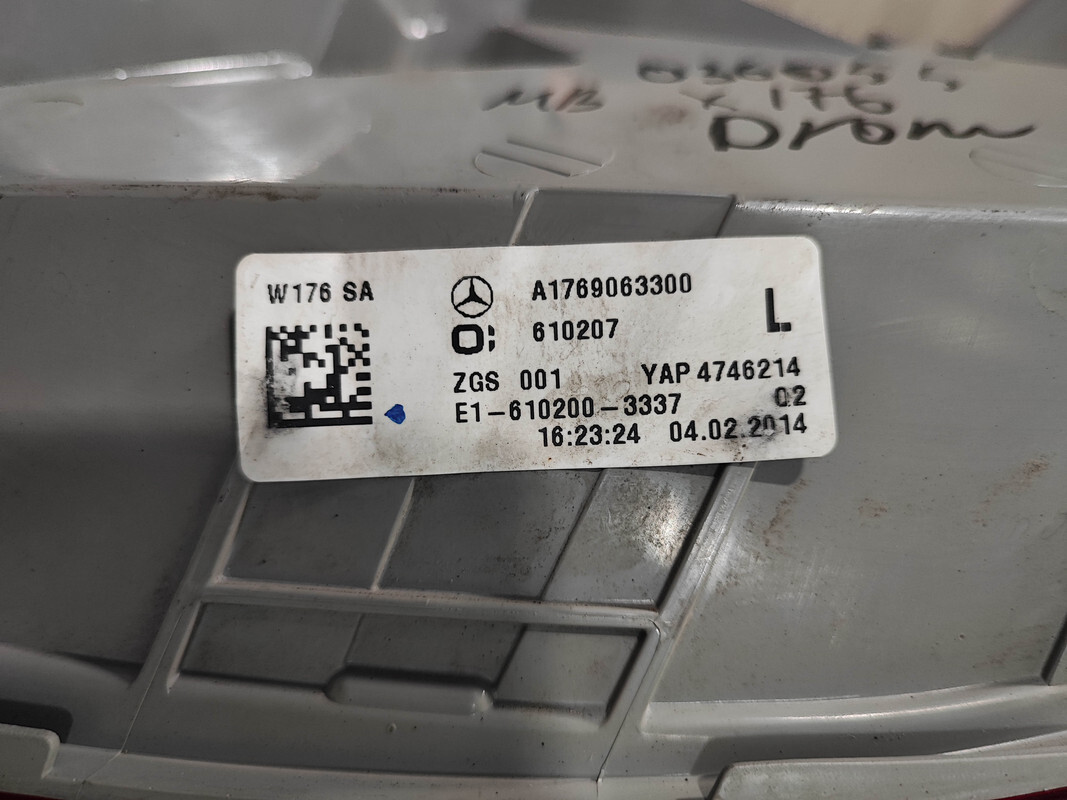 MB
X176
Drom
W176 SA
A1769063300
610207
L
ZGS 001 YAP 4746214
E1-610200-3337 02
16:23:24 04.02.2014